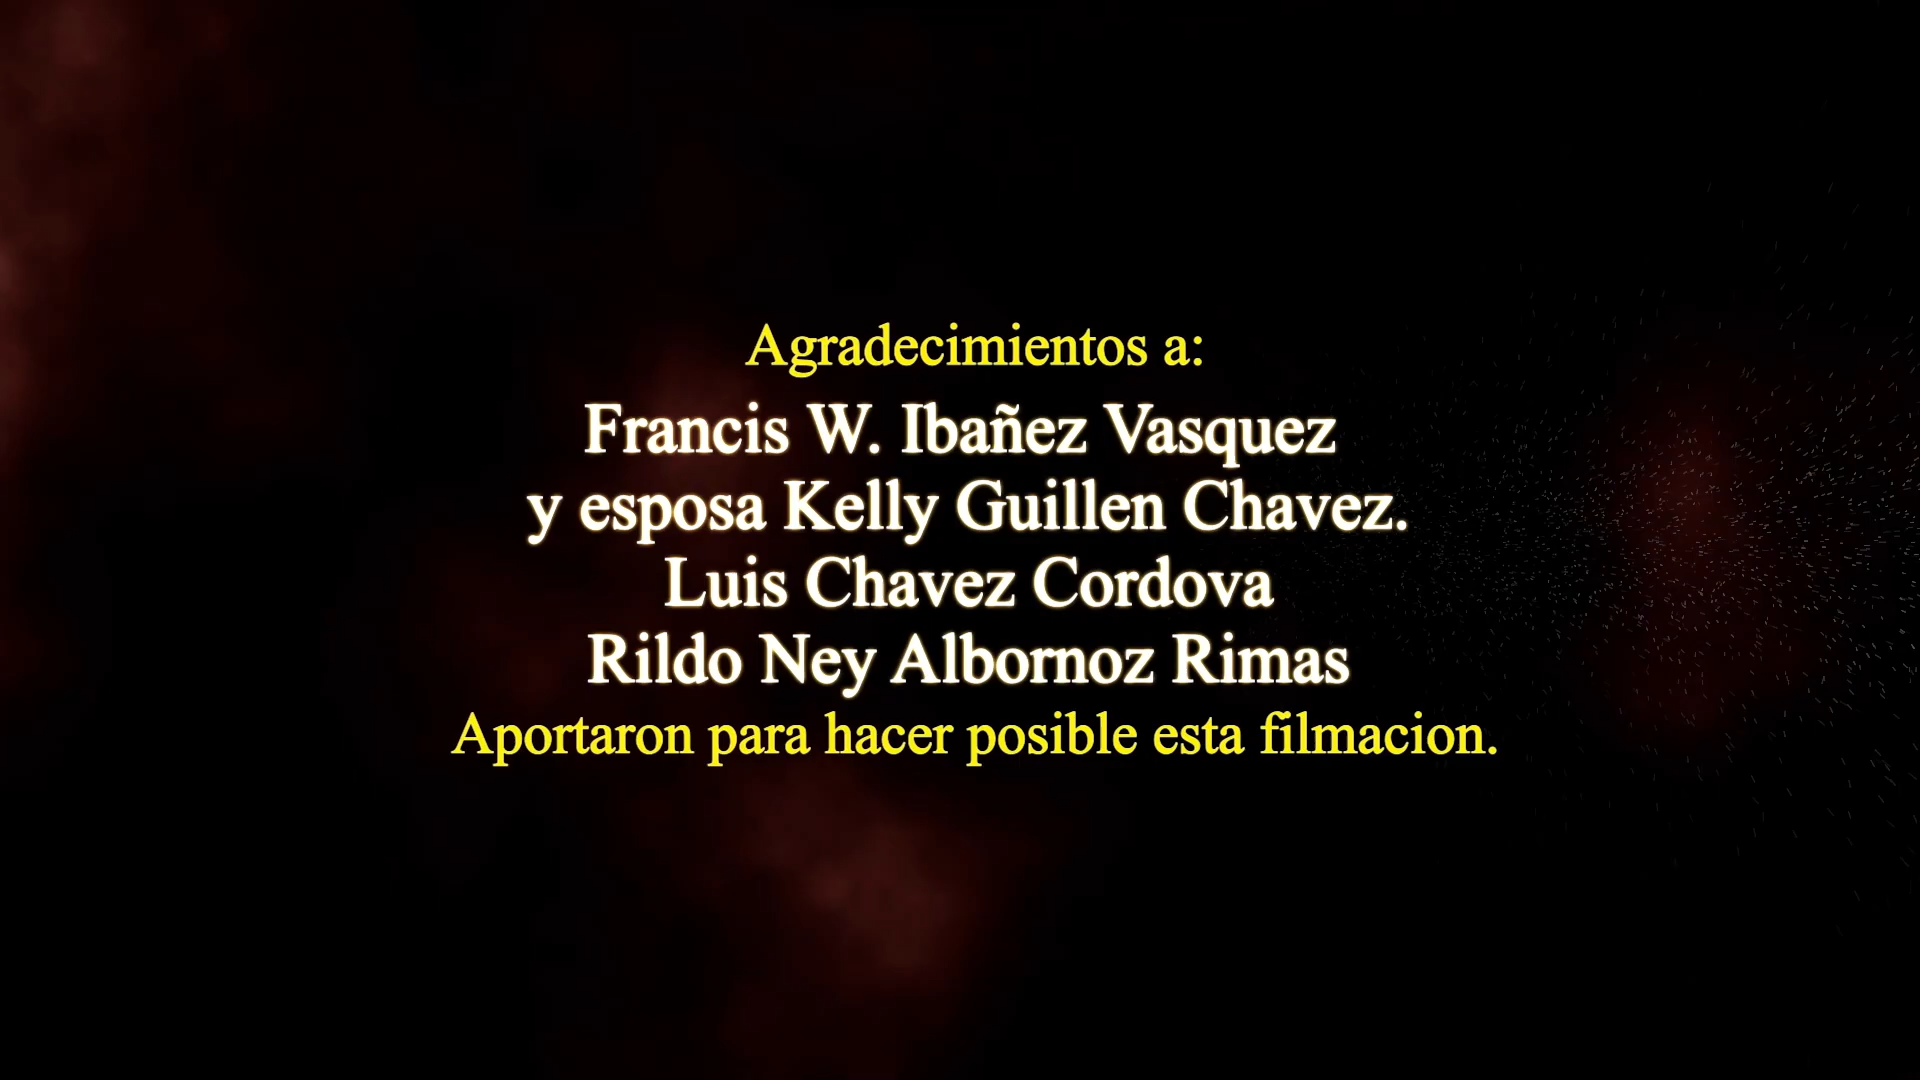 Agradecimientos a:
Francis W. Ibañez Vasquez
y esposa Kelly Guillen Chavez.
Luis Chavez Cordova
Rildo Ney Albornoz Rimas
Aportaron para hacer posible esta filmacion.